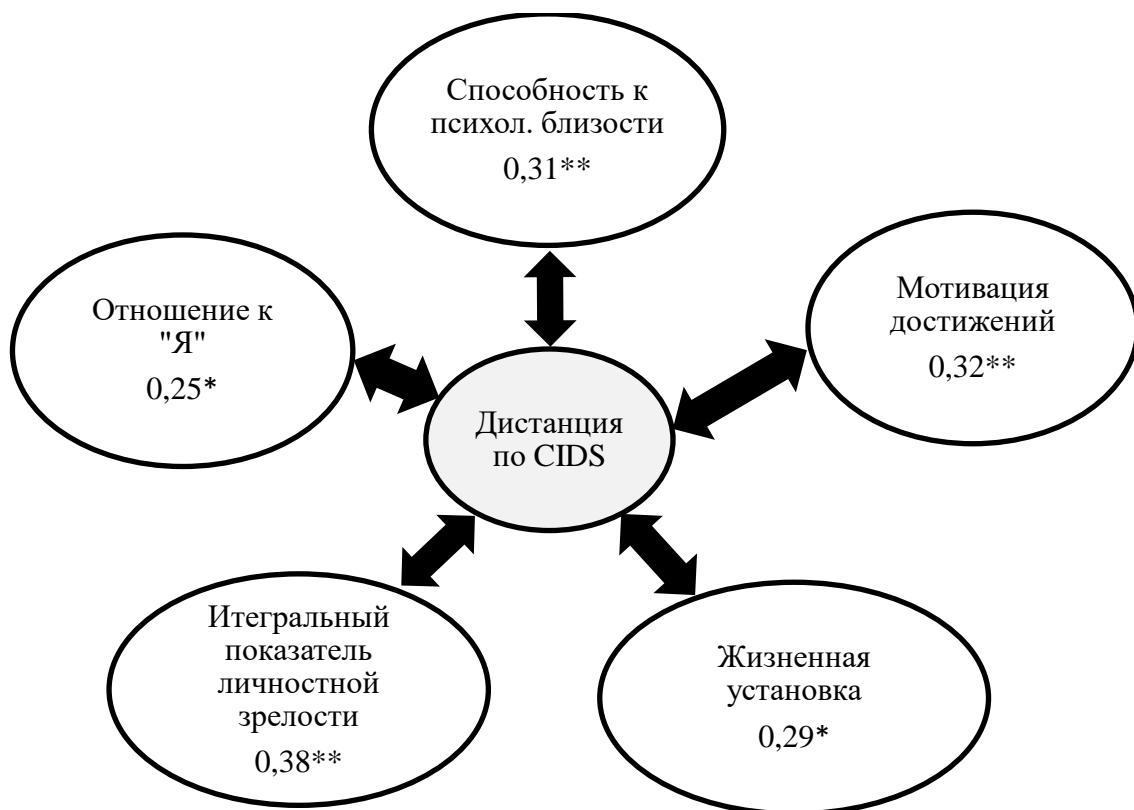 Способность к
психол. близости
0,31**
Мотивация
достижений
0,32**
Отношение к
"Я"
0,25*
Дистанция
по CIDS
Итегральный
показатель
личностной
зрелости
0,38**
Жизненная
установка
0,29*